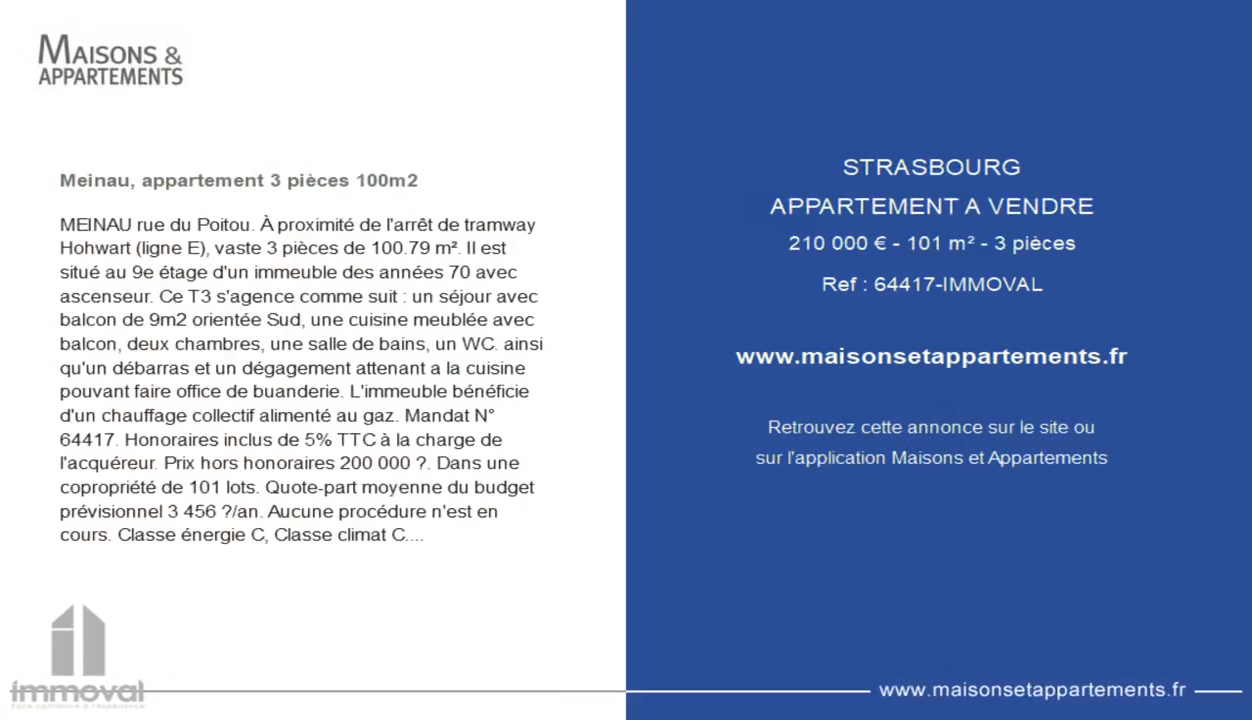 MAISONS &
APPARTEMENTS
Meinau, appartement 3 pièces 100m2
MEINAU rue du Poitou. À proximité de l'arrêt de tramway
Hohwart (ligne E), vaste 3 pièces de 100.79 m². Il est
situé au 9e étage d'un immeuble des années 70 avec
ascenseur. Ce T3 s'agence comme suit : un séjour avec
balcon de 9m2 orientée Sud, une cuisine meublée avec
balcon, deux chambres, une salle de bains, un WC. ainsi
qu'un débarras et un dégagement attenant a la cuisine
pouvant faire office de buanderie. L'immeuble bénéficie
d'un chauffage collectif alimenté au gaz. Mandat N°
64417. Honoraires inclus de 5% TTC à la charge de
l'acquéreur. Prix hors honoraires 200 000 ?. Dans une
copropriété de 101 lots. Quote-part moyenne du budget
prévisionnel 3 456 ?/an. Aucune procédure n'est en
cours. Classe énergie C, Classe climat C....
immoval
STRASBOURG
APPARTEMENT A VENDRE
210 000 € - 101 m² - 3 pièces
Ref : 64417-IMMOVAL
www.maisonsetappartements.fr
Retrouvez cette annonce sur le site ou
sur l'application Maisons et Appartements
www.maisonsetappartements.fr